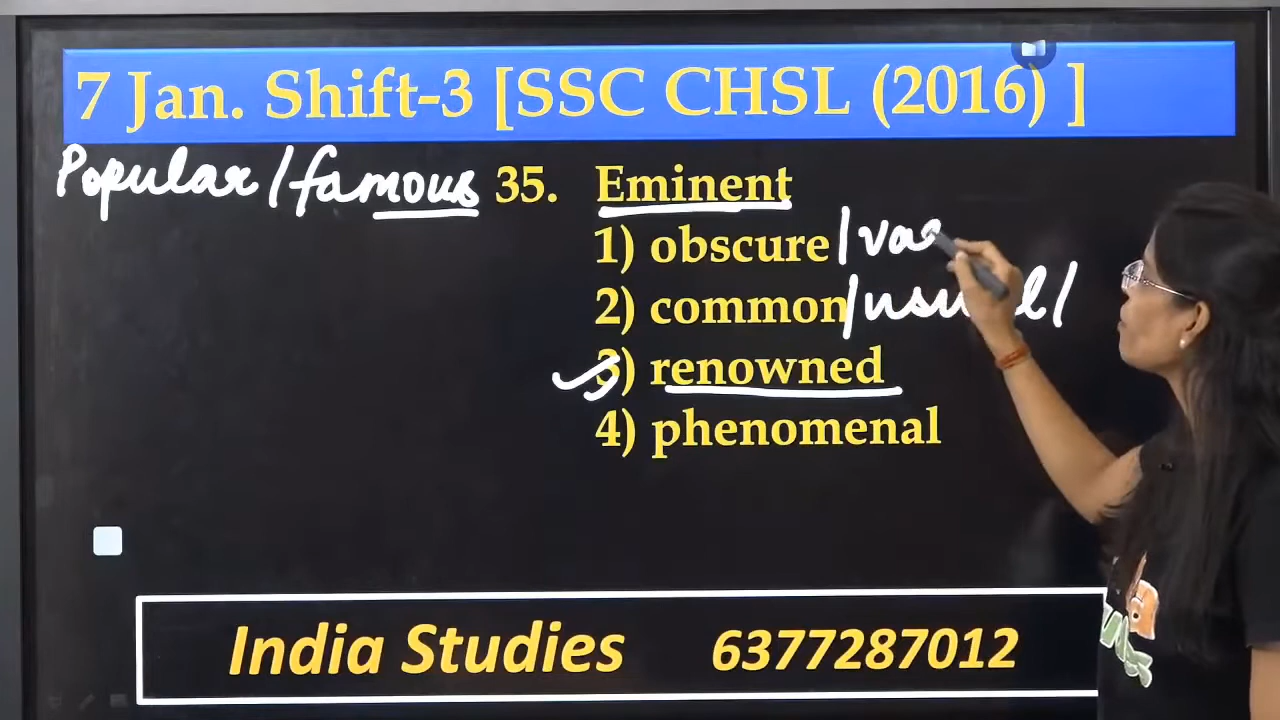 7 Jan. Shift-3 [SSC CHSL (2016) ]
Popular/famous 35. Eminent
1) obscure /
2) common/usual/
3) renowned
4) phenomenal
India Studies 6377287012